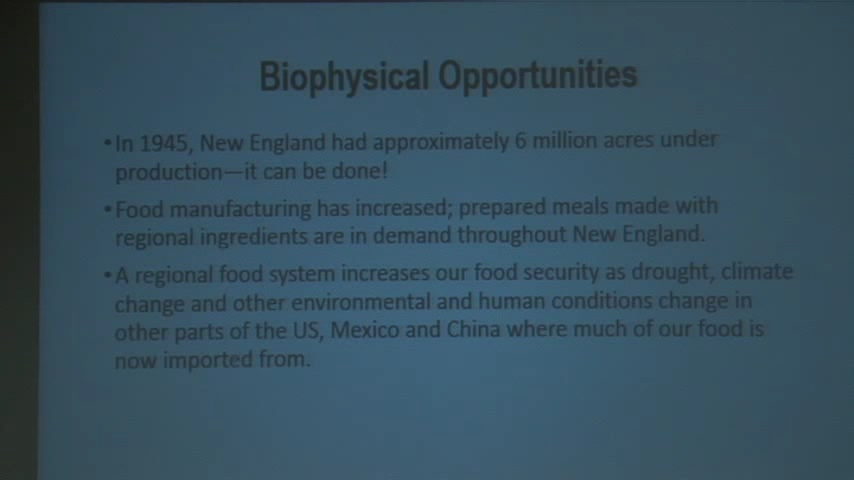 Biophysical Opportunities
•In 1945, New England had approximately 6 million acres under
production—it can be done!
•Food manufacturing has increased; prepared meals made with
regional ingredients are in demand throughout New England.
•A regional food system increases our food security as drought, climate
change and other environmental and human conditions change in
other parts of the US, Mexico and China where much of our food is
now imported from.